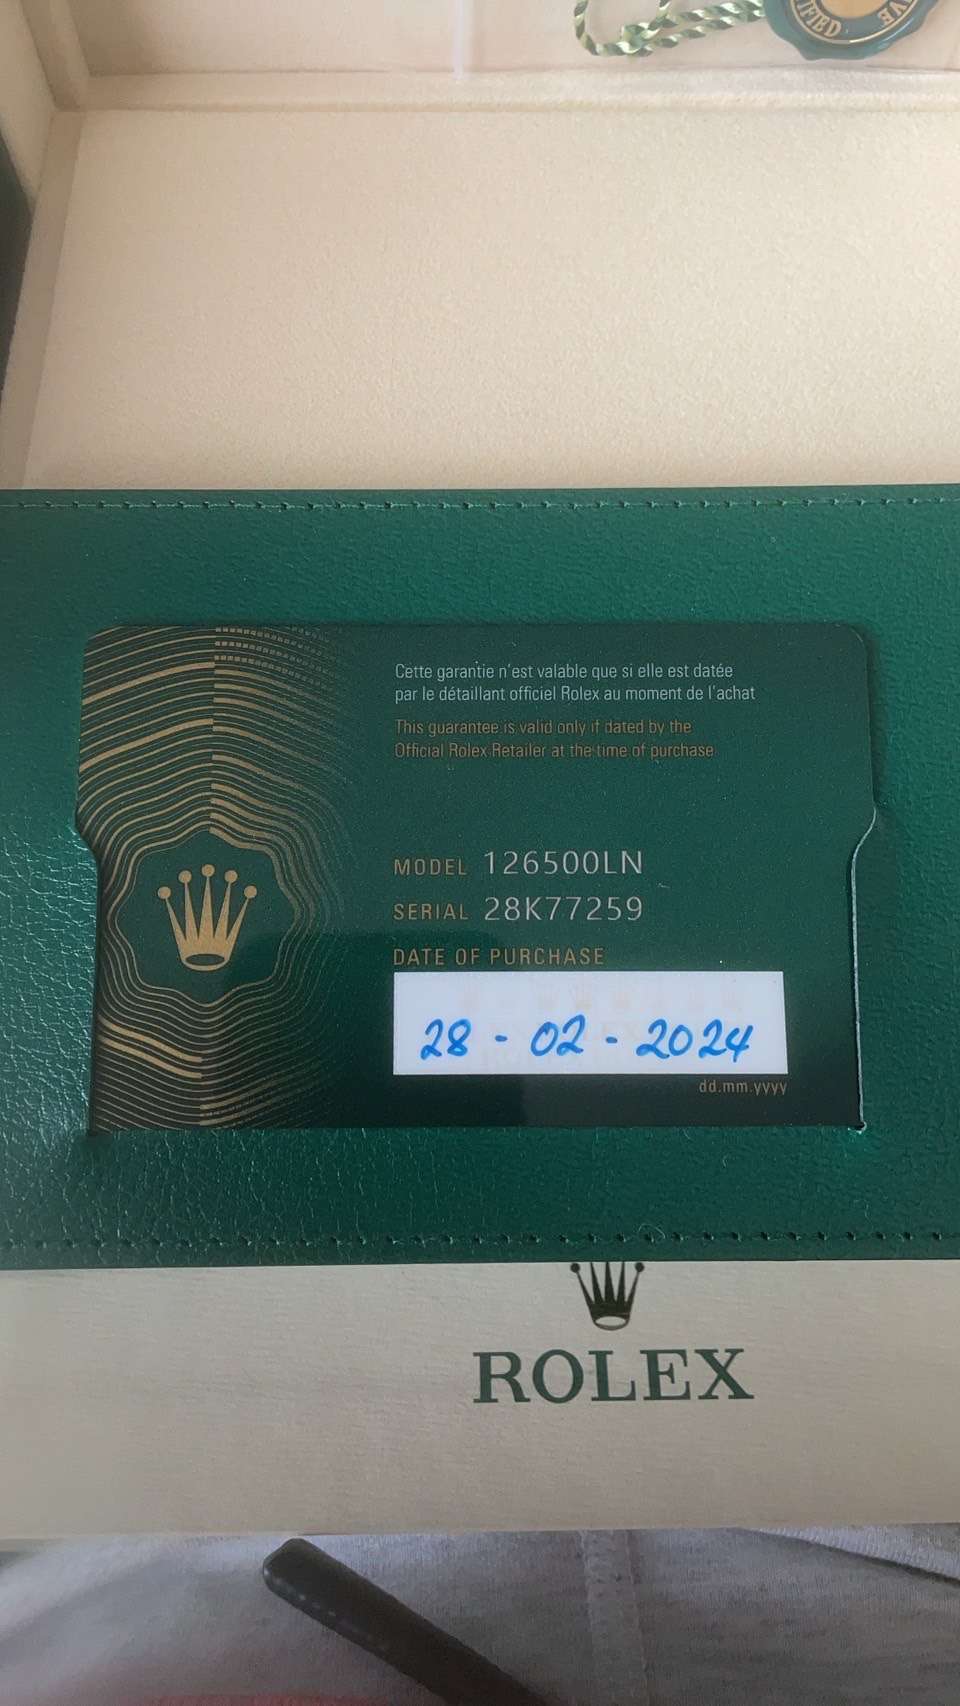 IFIED
VE
Cette garantie n'est valable que si elle est datée
par le détaillant officiel Rolex au moment de l'achat
This guarantee is valid only if dated by the
Official Rolex Retailer at the time of purchase
MODEL 126500LN
SERIAL 28K77259
DATE OF PURCHASE
28 - 02 - 2024
dd.mm.yyyy
ROLEX